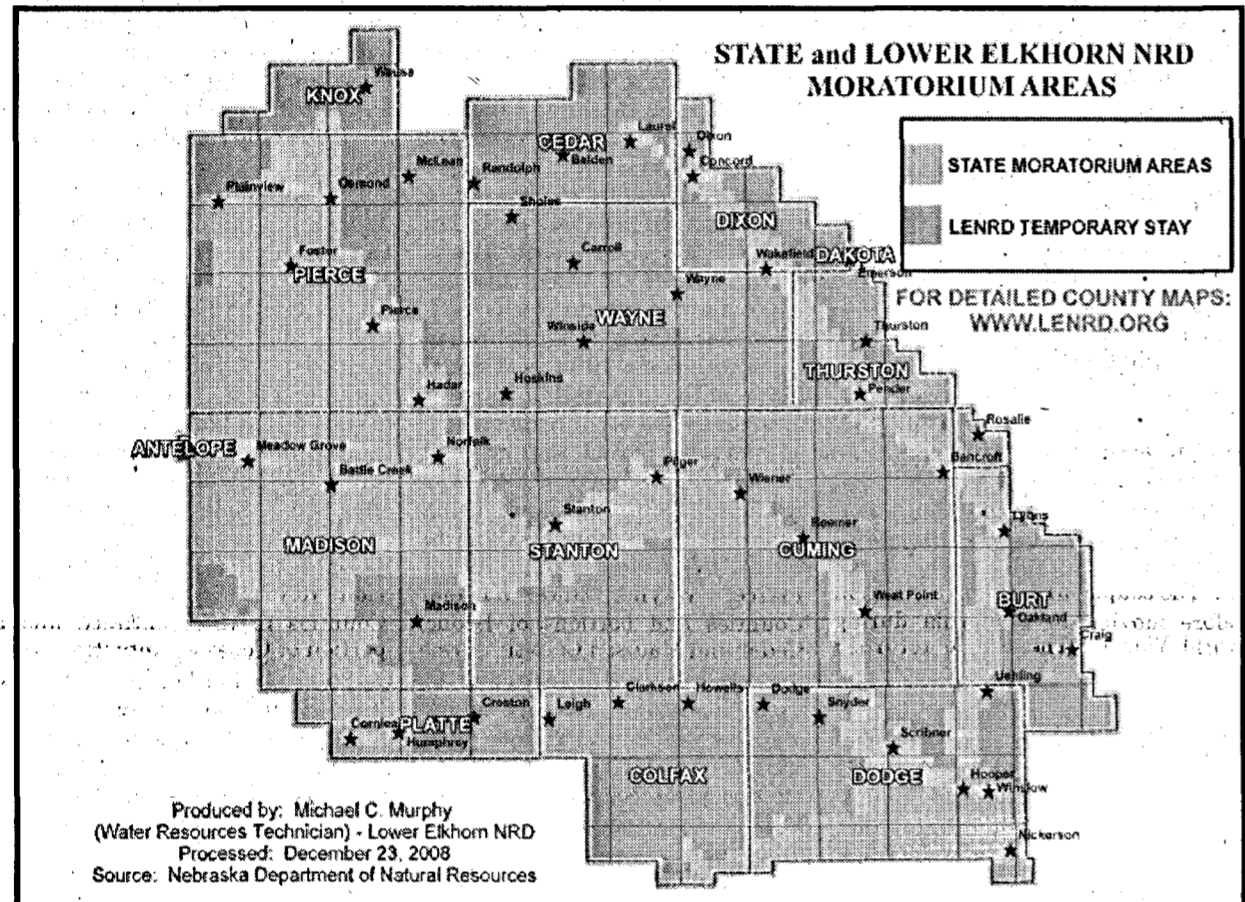 STATE and LOWER ELKHORN NRD
MORATORIUM AREAS
STATE MORATORIUM AREAS
LENRD TEMPORARY STAY
FOR DETAILED COUNTY MAPS:
WWW.LENRD.ORG
Wausa
KNOX
Laurel
CEDAR
Belden
Dixon
Concord
McLean
Randolph
Plainview
Osmond
Sholes
DIXON
Carroll
Foster
PIERCE
Wakefield
DAKOTA
Emerson
Wayne
Pierce
WAYNE
Winside
Thurston
THURSTON
Hadar
Hoskins
Pender
Rosalie
ANTELOPE
Meadow Grove
Norfolk
Battle Creek
Pilger
Wisner
Bancroft
Stanton
Lyons
MADISON
STANTON
Beemer
CUMING
Madison
West Point
BURT
Oakland
Craig
Uehling
Creston
Leigh
Clarkson
Howells
Dodge
Snyder
Cornlea
PLATTE
Humphrey
Scribner
COLFAX
DODGE
Hooper
Winslow
Nickerson
Produced by: Michael C. Murphy
(Water Resources Technician) - Lower Elkhorn NRD
Processed: December 23, 2008
Source: Nebraska Department of Natural Resources